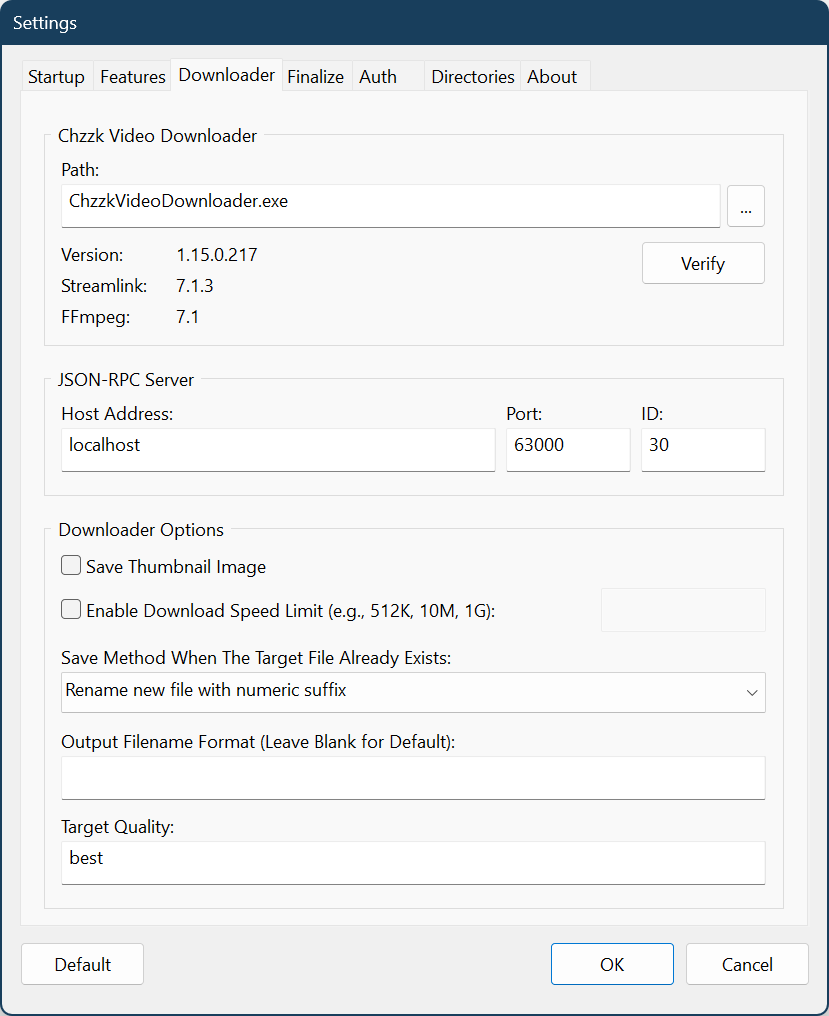 Settings
Startup Features Downloader Finalize Auth Directories About
Chzzk Video Downloader
Path:
ChzzkVideoDownloader.exe ...
Version: 1.15.0.217
Verify
Streamlink: 7.1.3
FFmpeg: 7.1
JSON-RPC Server
Host Address: Port: ID:
localhost 63000 30
Downloader Options
Save Thumbnail Image
Enable Download Speed Limit (e.g., 512K, 10M, 1G):
Save Method When The Target File Already Exists:
Rename new file with numeric suffix
Output Filename Format (Leave Blank for Default):
Target Quality:
best
Default OK Cancel